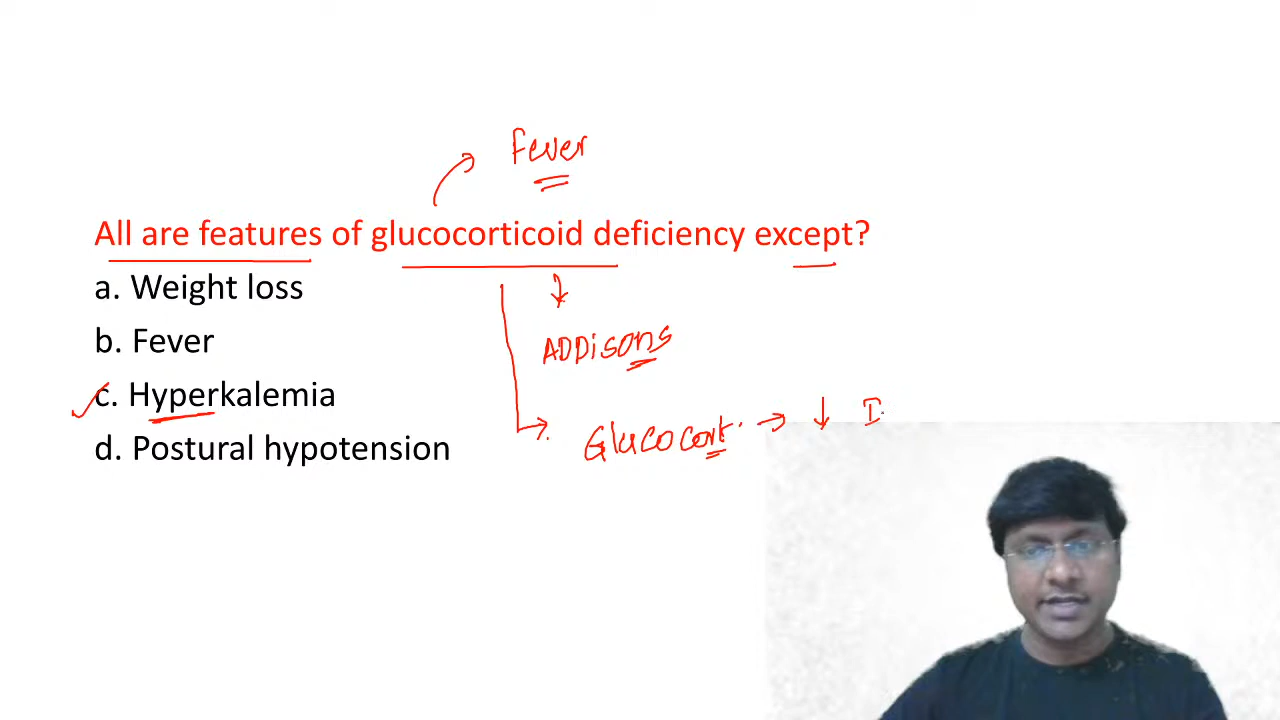 Fever
All are features of glucocorticoid deficiency except?
a. Weight loss
b. Fever
ADDisons
c. Hyperkalemia
d. Postural hypotension
Glucocort. → ↓ I